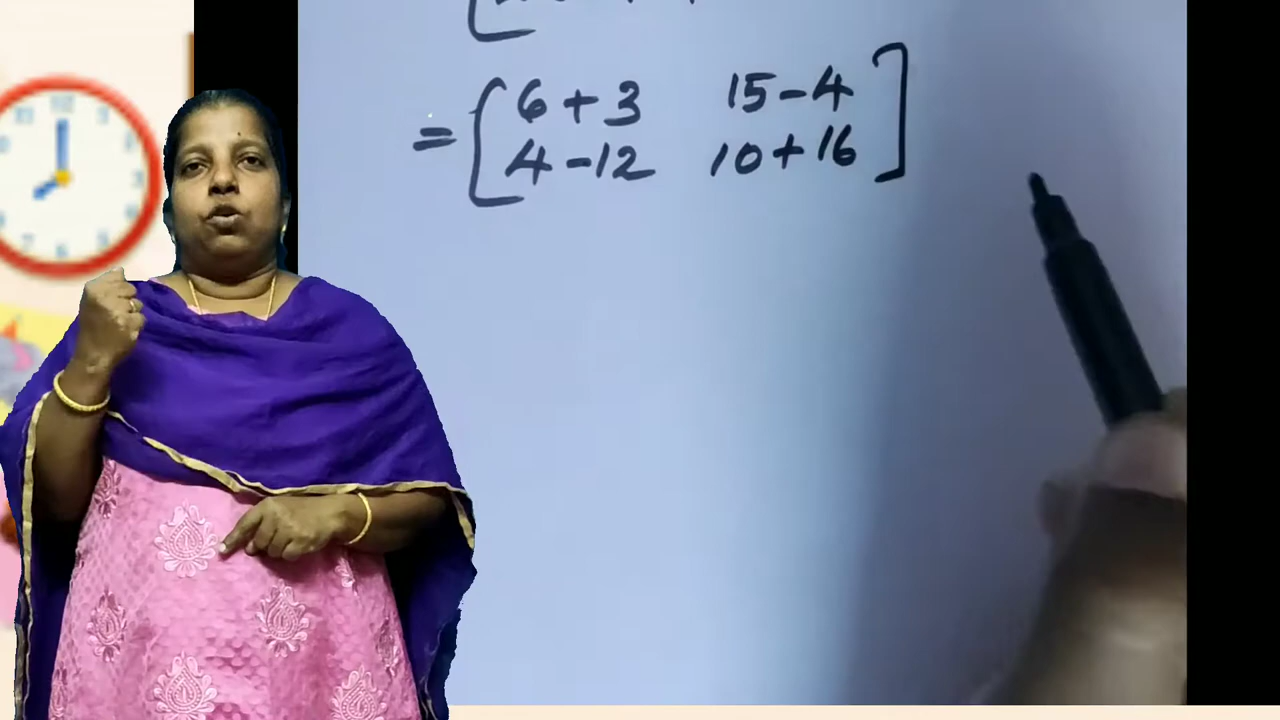 = [ 6 + 3 15 - 4 ]
4 - 12 10 + 16